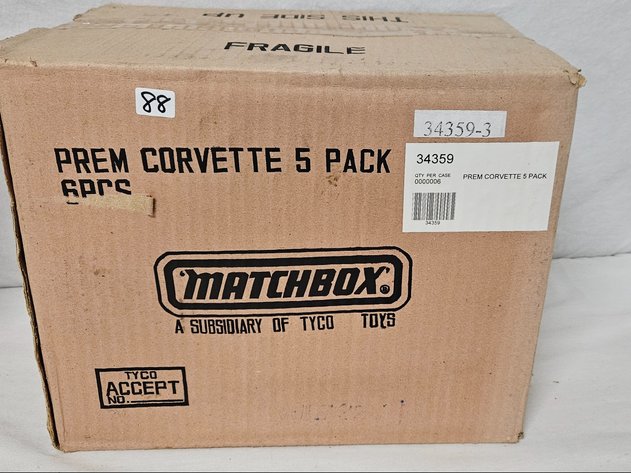 THIS SIDE UP
FRAGILE
88
34359-3
PREM CORVETTE 5 PACK
6PCS
34359
QTY PER CASE
0000006
PREM CORVETTE 5 PACK
34359
MATCHBOX®
A SUBSIDIARY OF TYCO TOYS
TYCO
ACCEPT
NO.